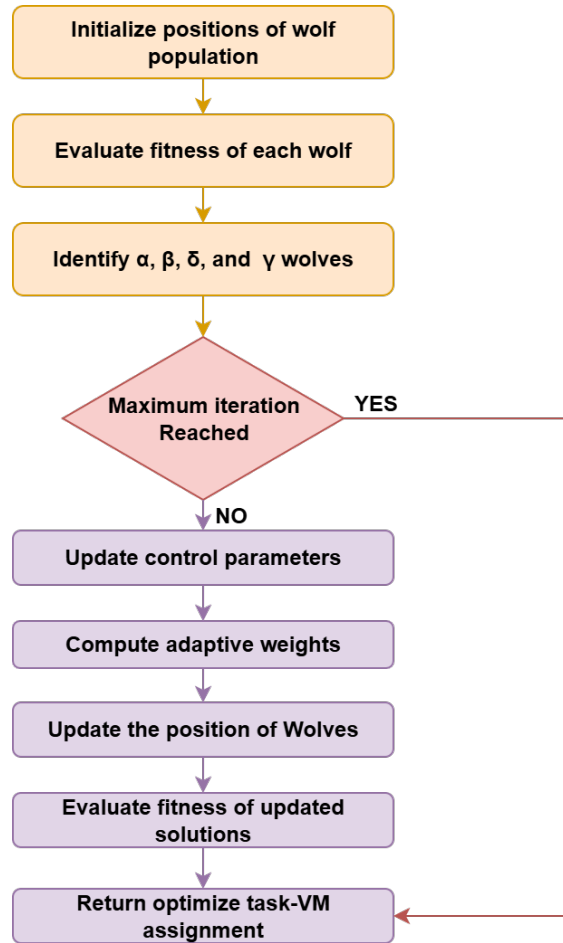 Initialize positions of wolf
population
Evaluate fitness of each wolf
Identify α, β, δ, and γ wolves
Maximum iteration
Reached
YES
NO
Update control parameters
Compute adaptive weights
Update the position of Wolves
Evaluate fitness of updated
solutions
Return optimize task-VM
assignment